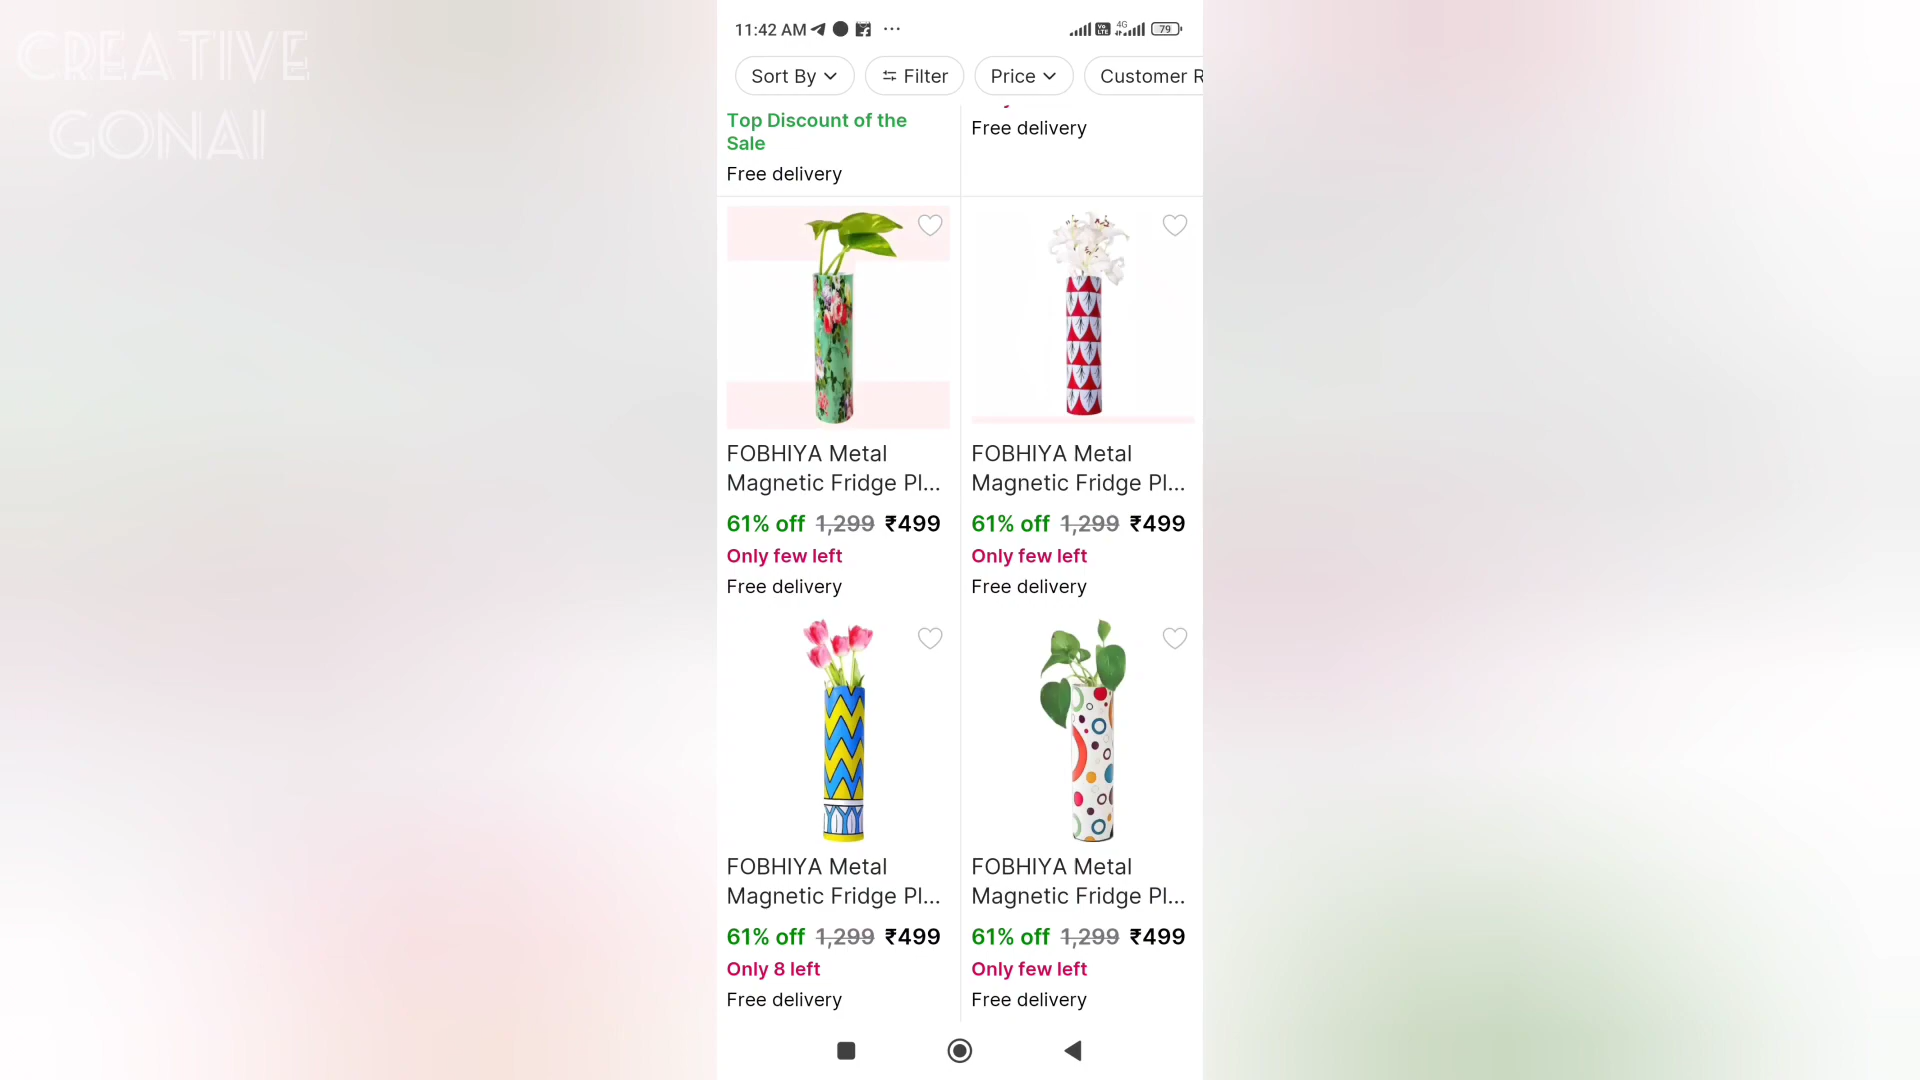 CREATIVE
GONAI
11:42 AM
4G
79
Sort By
Filter
Price
Customer R
Top Discount of the
Sale
Free delivery
Free delivery
FOBHIYA Metal
Magnetic Fridge Pl...
61% off 1,299 ₹499
Only few left
Free delivery
FOBHIYA Metal
Magnetic Fridge Pl...
61% off 1,299 ₹499
Only few left
Free delivery
FOBHIYA Metal
Magnetic Fridge Pl...
61% off 1,299 ₹499
Only 8 left
Free delivery
FOBHIYA Metal
Magnetic Fridge Pl...
61% off 1,299 ₹499
Only few left
Free delivery